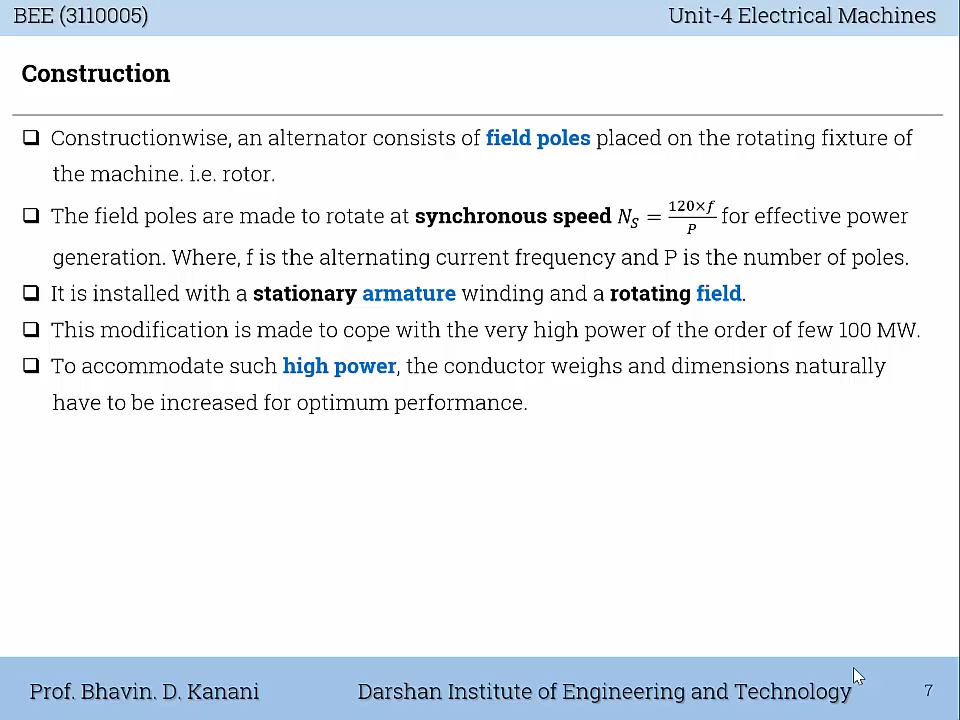 BEE (3110005) Unit-4 Electrical Machines
Construction
❑ Constructionwise, an alternator consists of field poles placed on the rotating fixture of
the machine. i.e. rotor.
❑ The field poles are made to rotate at synchronous speed N_S = \frac{120×f}{P} for effective power
generation. Where, f is the alternating current frequency and P is the number of poles.
❑ It is installed with a stationary armature winding and a rotating field.
❑ This modification is made to cope with the very high power of the order of few 100 MW.
❑ To accommodate such high power, the conductor weighs and dimensions naturally
have to be increased for optimum performance.
Prof. Bhavin. D. Kanani Darshan Institute of Engineering and Technology 7